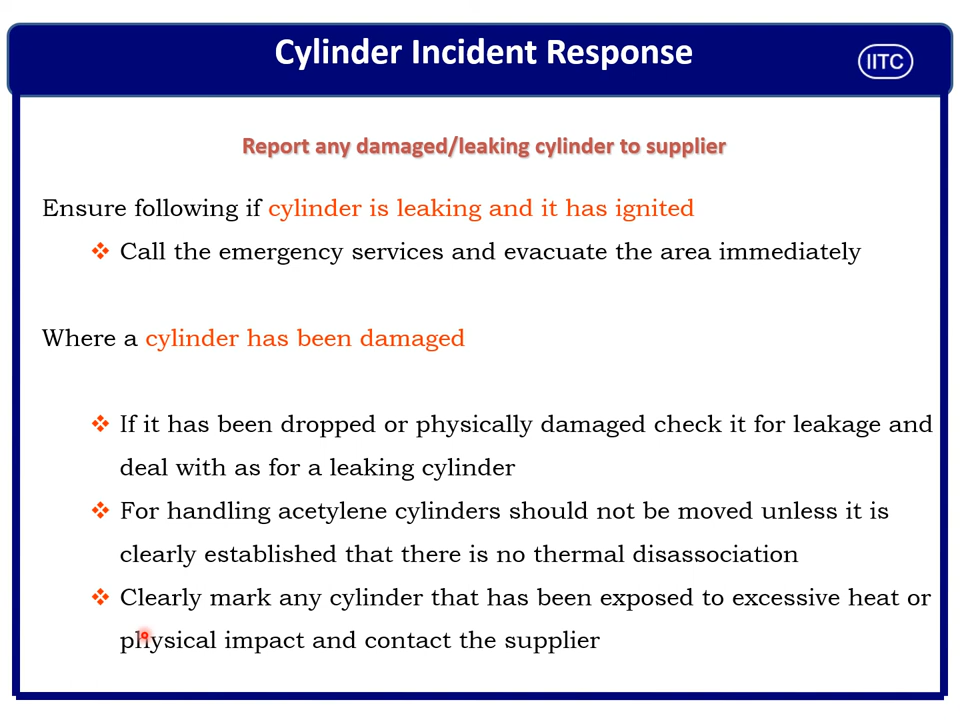 Cylinder Incident Response
IITC
Report any damaged/leaking cylinder to supplier
Ensure following if cylinder is leaking and it has ignited
Call the emergency services and evacuate the area immediately
Where a cylinder has been damaged
If it has been dropped or physically damaged check it for leakage and
deal with as for a leaking cylinder
For handling acetylene cylinders should not be moved unless it is
clearly established that there is no thermal disassociation
Clearly mark any cylinder that has been exposed to excessive heat or
physical impact and contact the supplier